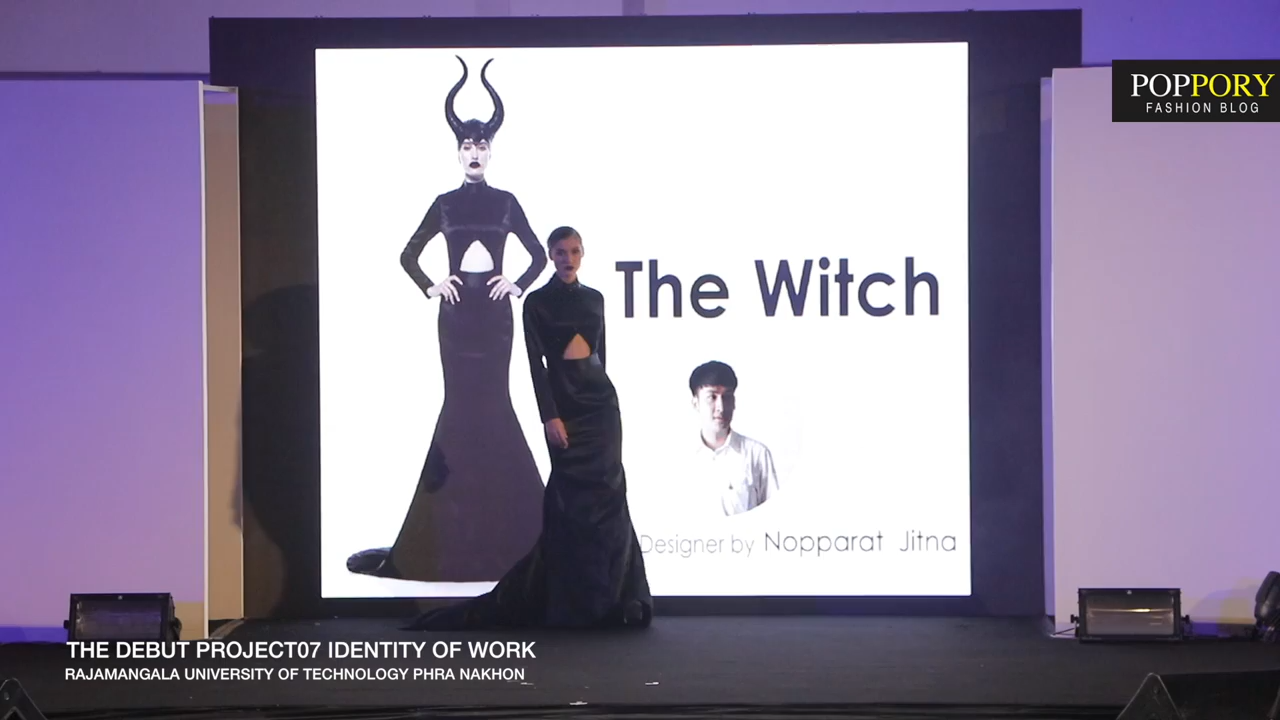 POPPORY
FASHION BLOG
The Witch
Designer by Nopparat Jitna
THE DEBUT PROJECT07 IDENTITY OF WORK
RAJAMANGALA UNIVERSITY OF TECHNOLOGY PHRA NAKHON